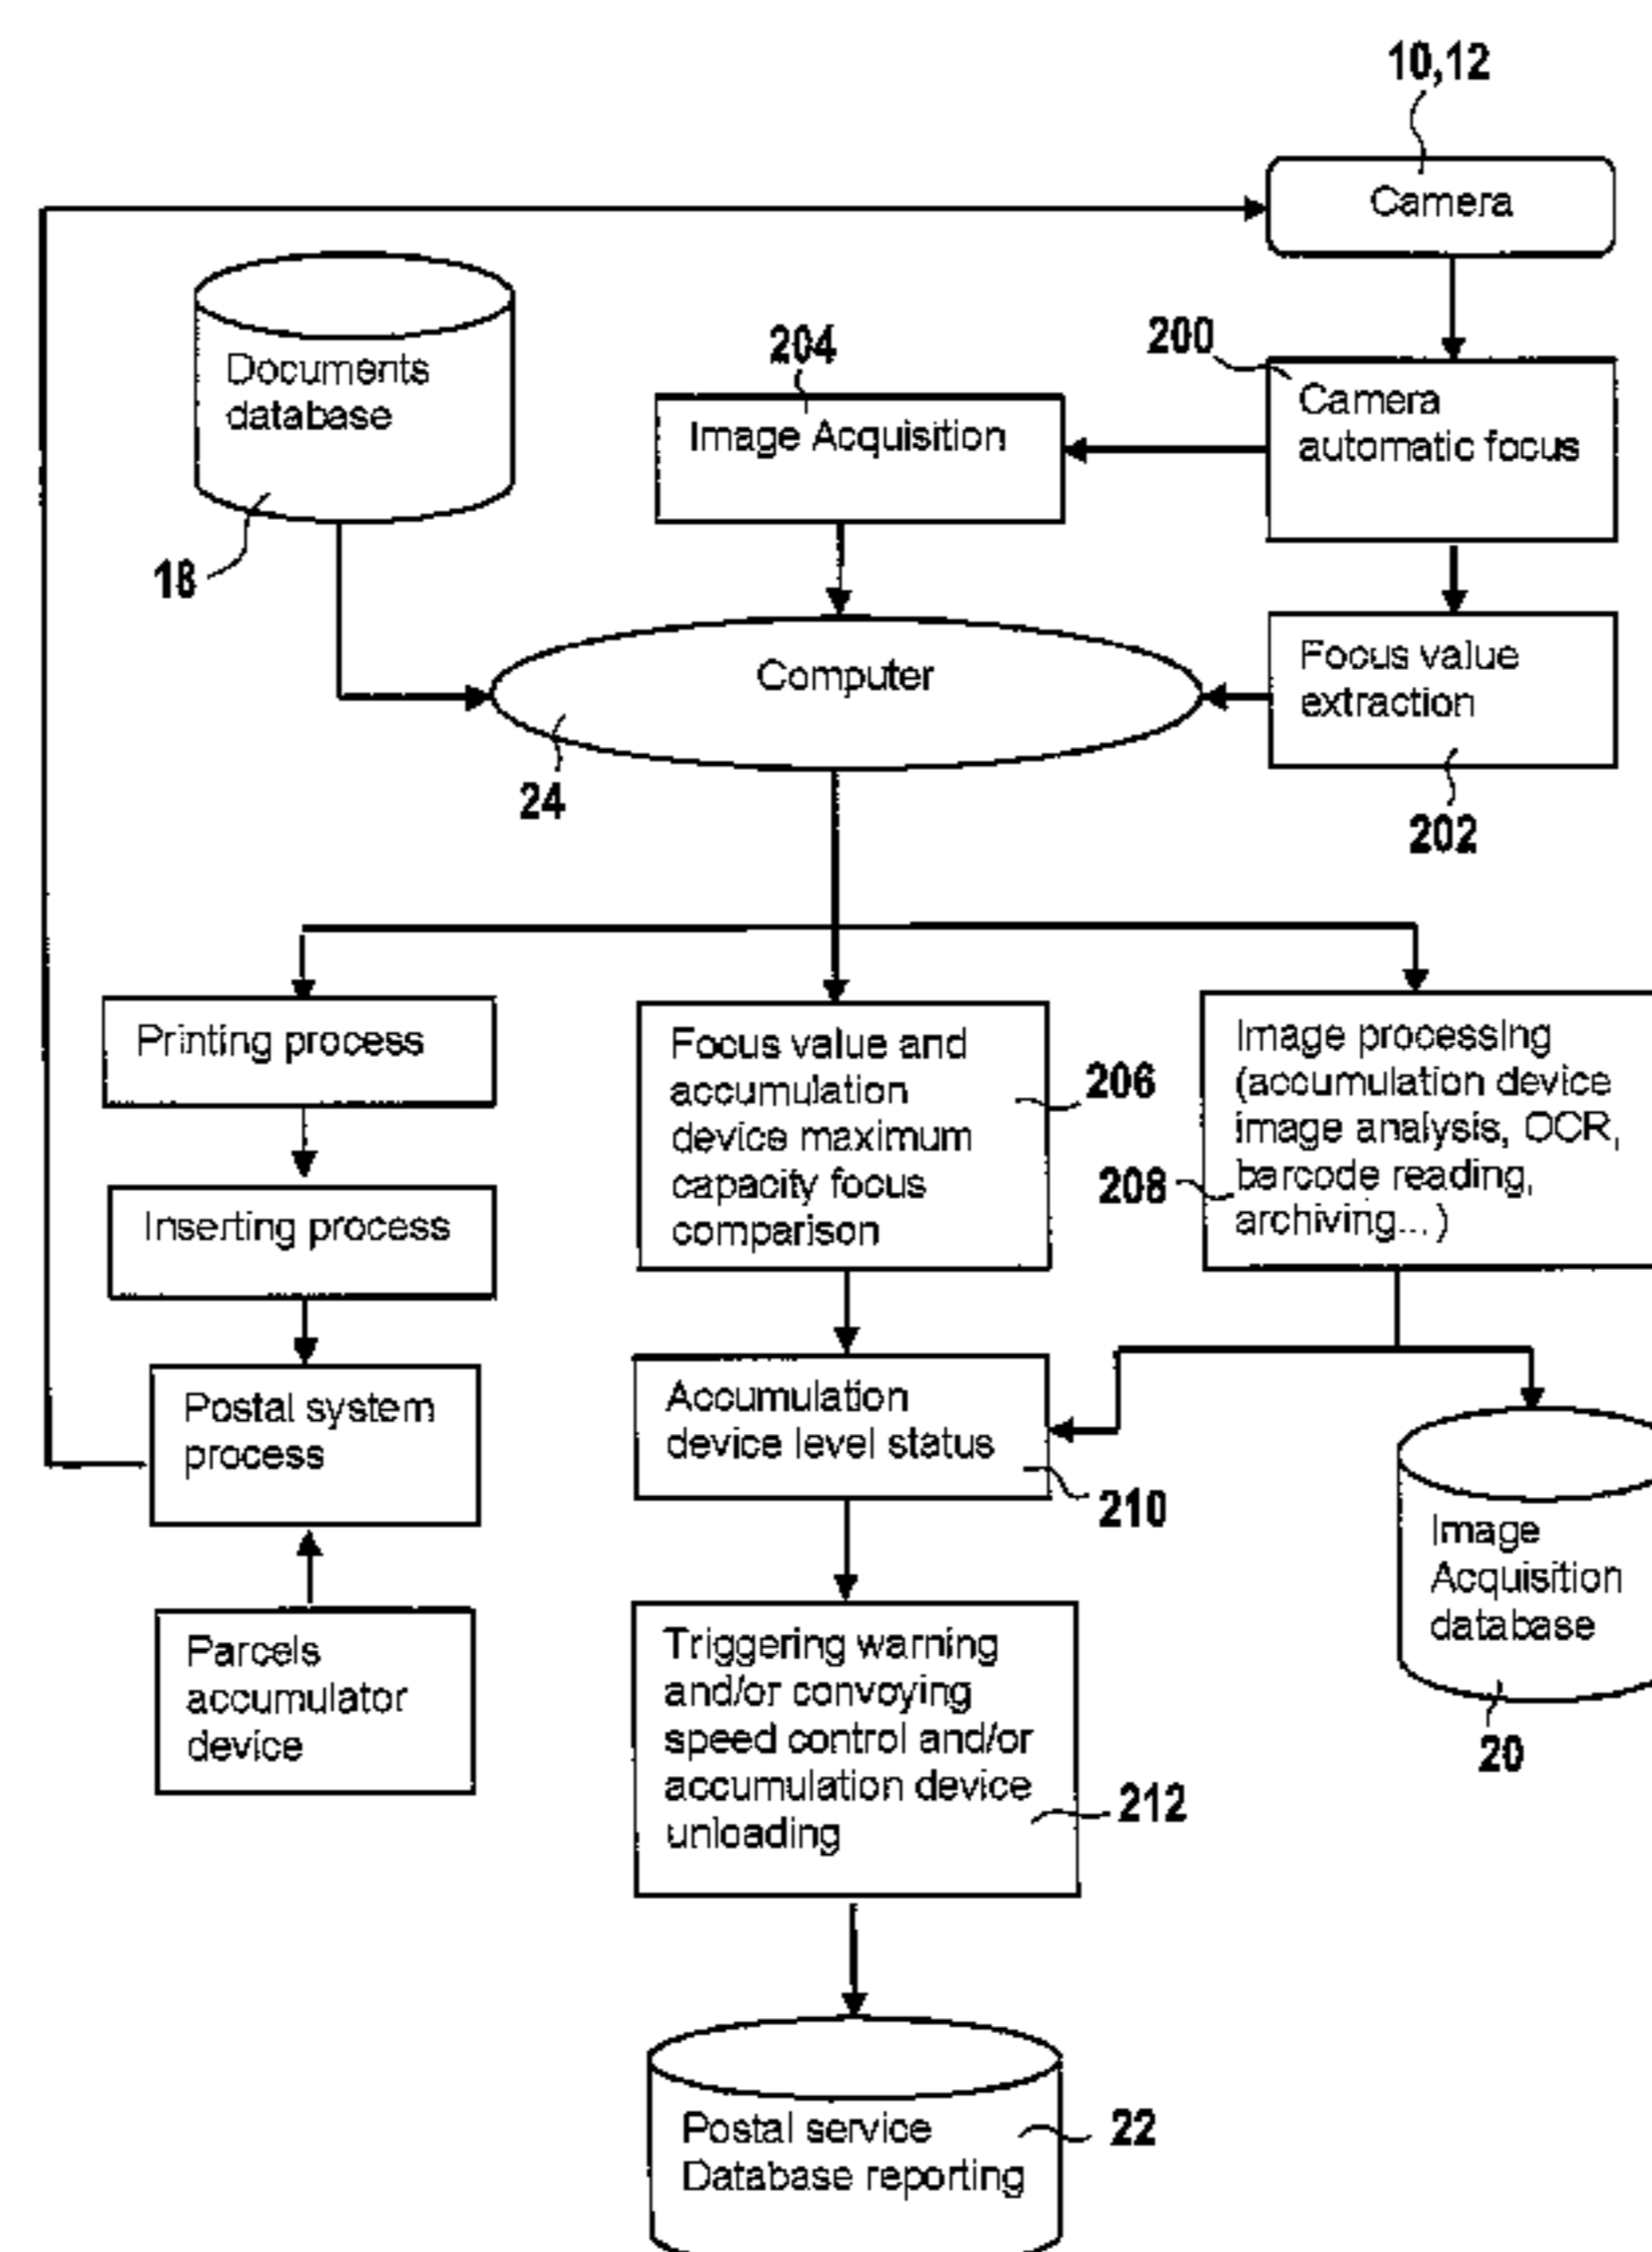 10,12
Camera
Documents
database
18
204
Image Acquisition
200
Camera
automatic focus
Computer
24
Focus value
extraction
202
Printing process
Inserting process
Postal system
process
Parcels
accumulator
device
Focus value and
accumulation
device maximum
capacity focus
comparison
206
Image processing
(accumulation device
image analysis, OCR,
barcode reading,
archiving...)
208
Accumulation
device level status
210
Image
Acquisition
database
20
Triggering warning
and/or convoying
speed control and/or
accumulation device
unloading
212
Postal service
Database reporting
22